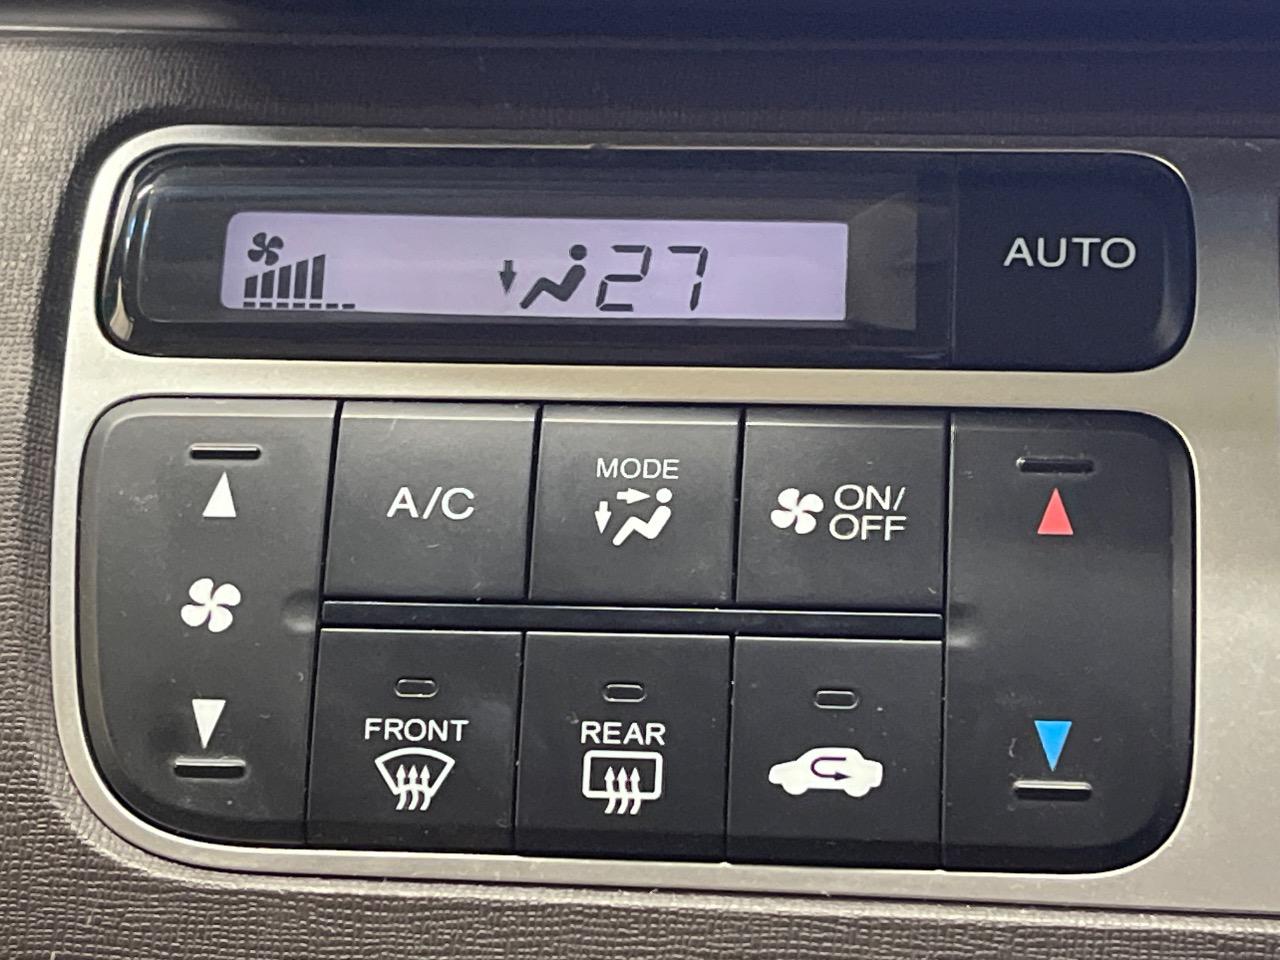 27
AUTO
A/C
MODE
ON/
OFF
FRONT
REAR